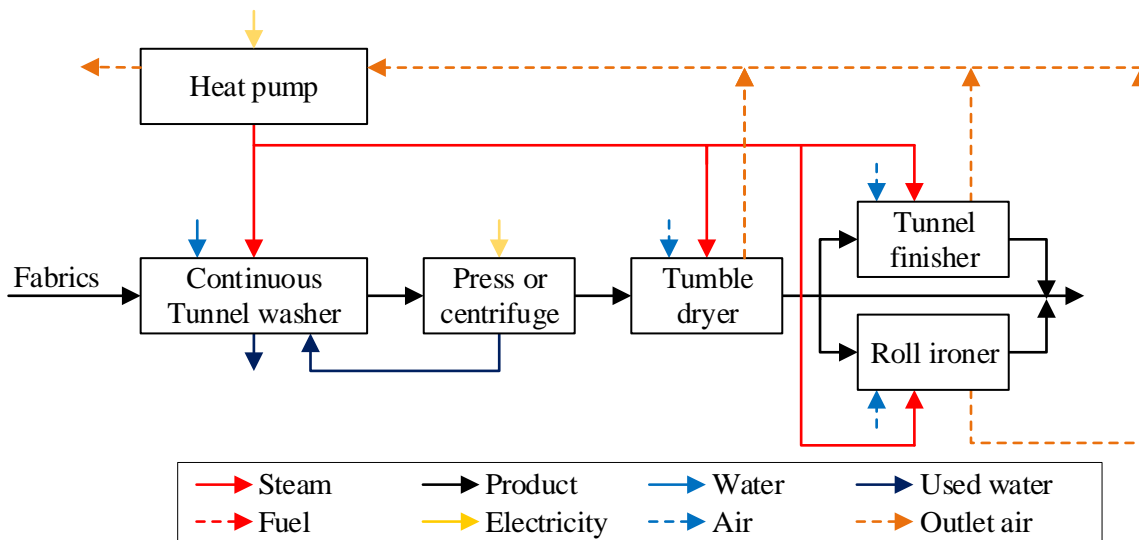 Heat pump
Fabrics
Continuous
Tunnel washer
Press or
centrifuge
Tumble
dryer
Tunnel
finisher
Roll ironer
Steam
Product
Water
Used water
Fuel
Electricity
Air
Outlet air